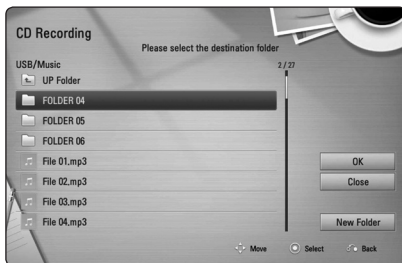 CD Recording
Please select the destination folder
USB/Music
2 / 27
UP Folder
FOLDER 04
FOLDER 05
FOLDER 06
File 01.mp3
File 02.mp3
File 03.mp3
File 04.mp3
OK
Close
New Folder
Move
Select
Back